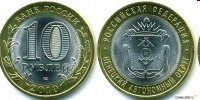 БАНК РОССИИ
10
РУБЛЕЙ
2010
РОССИЙСКАЯ ФЕДЕРАЦИЯ
НЕНЕЦКИЙ АВТОНОМНЫЙ ОКРУГ